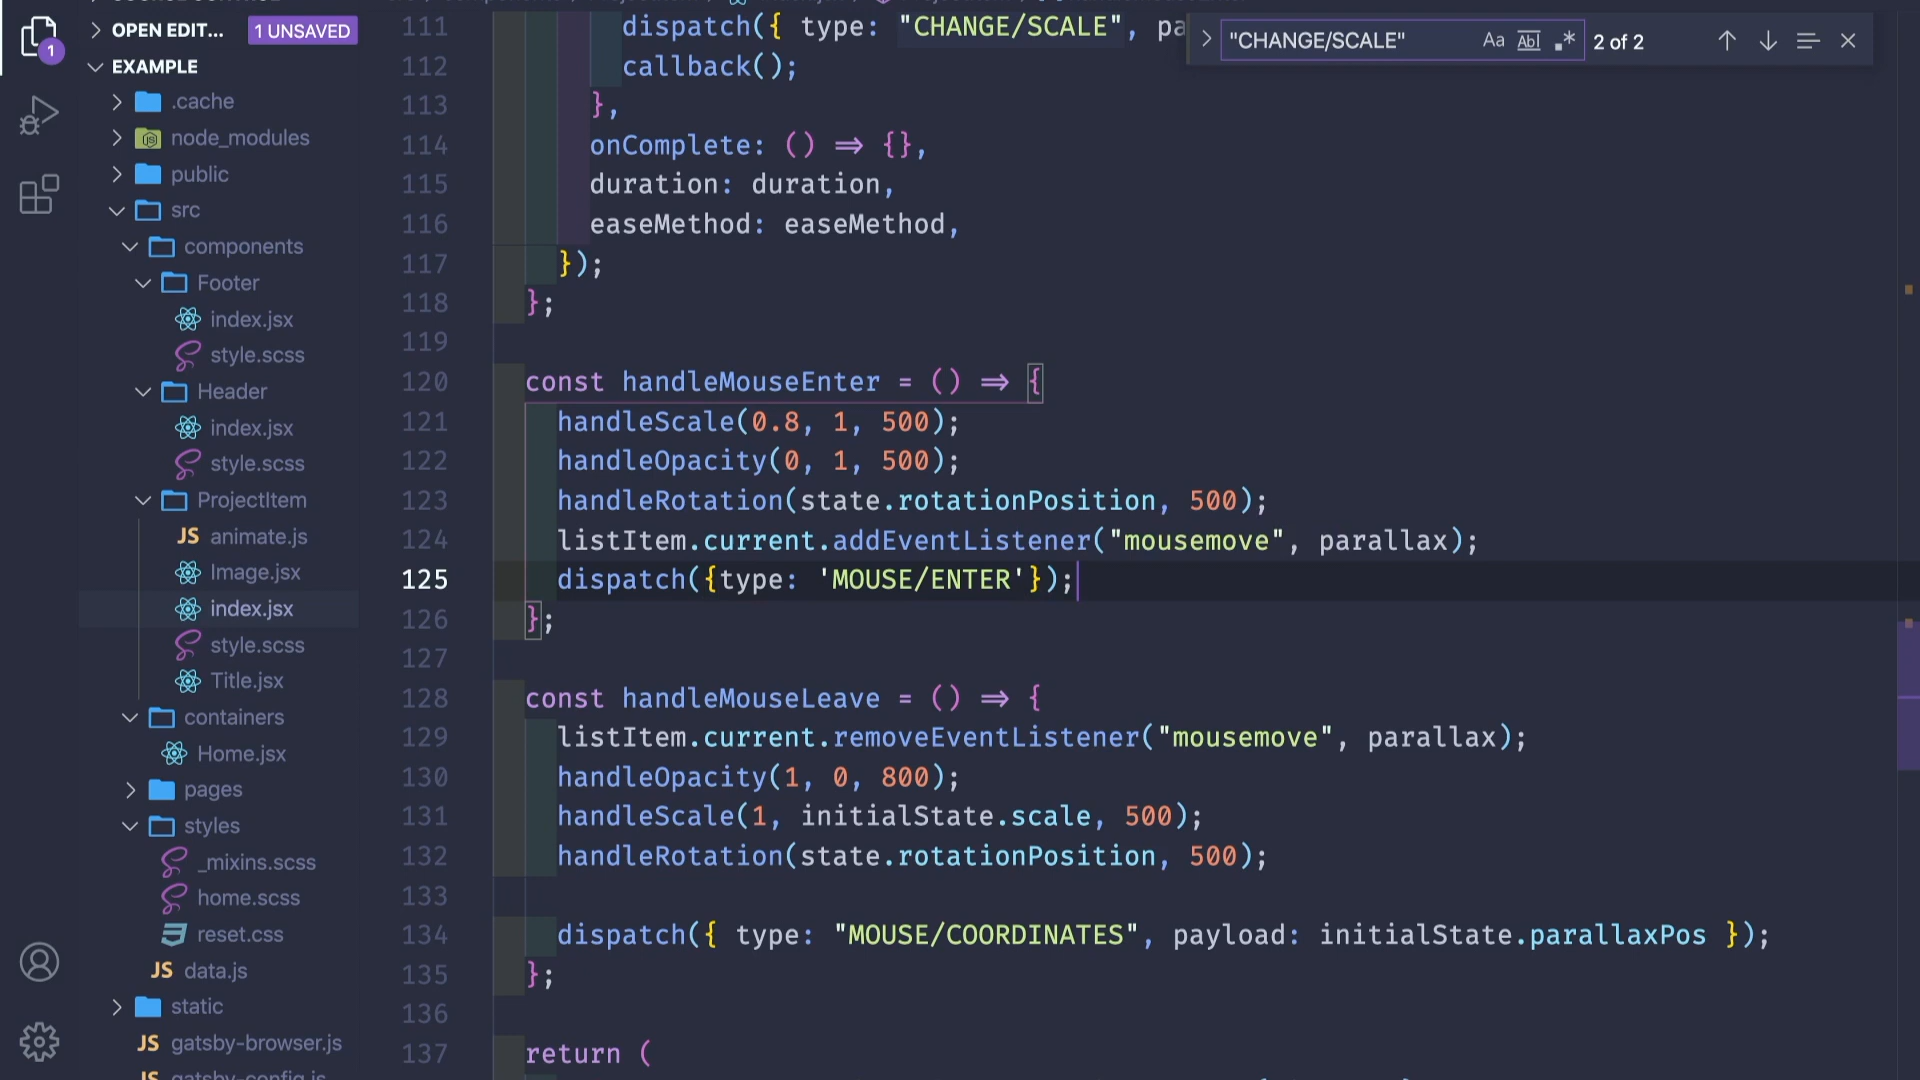 OPEN EDIT... 1 UNSAVED
EXAMPLE
.cache
node_modules
public
src
components
Footer
index.jsx
style.scss
Header
index.jsx
style.scss
ProjectItem
JS animate.js
Image.jsx
index.jsx
style.scss
Title.jsx
containers
Home.jsx
pages
styles
_mixins.scss
home.scss
reset.css
JS data.js
static
JS gatsby-browser.js
JS gatsby-config.js
1
"CHANGE/SCALE" Aa Abl .* 2 of 2
111 dispatch({ type: "CHANGE/SCALE", pa
112 callback();
113 },
114 onComplete: () ⇒ {},
115 duration: duration,
116 easeMethod: easeMethod,
117 });
118 };
119
120 const handleMouseEnter = () ⇒ {
121 handleScale(0.8, 1, 500);
122 handleOpacity(0, 1, 500);
123 handleRotation(state.rotationPosition, 500);
124 listItem.current.addEventListener("mousemove", parallax);
125 dispatch({type: 'MOUSE/ENTER'});
126 };
127
128 const handleMouseLeave = () ⇒ {
129 listItem.current.removeEventListener("mousemove", parallax);
130 handleOpacity(1, 0, 800);
131 handleScale(1, initialState.scale, 500);
132 handleRotation(state.rotationPosition, 500);
133
134 dispatch({ type: "MOUSE/COORDINATES", payload: initialState.parallaxPos });
135 };
136
137 return (